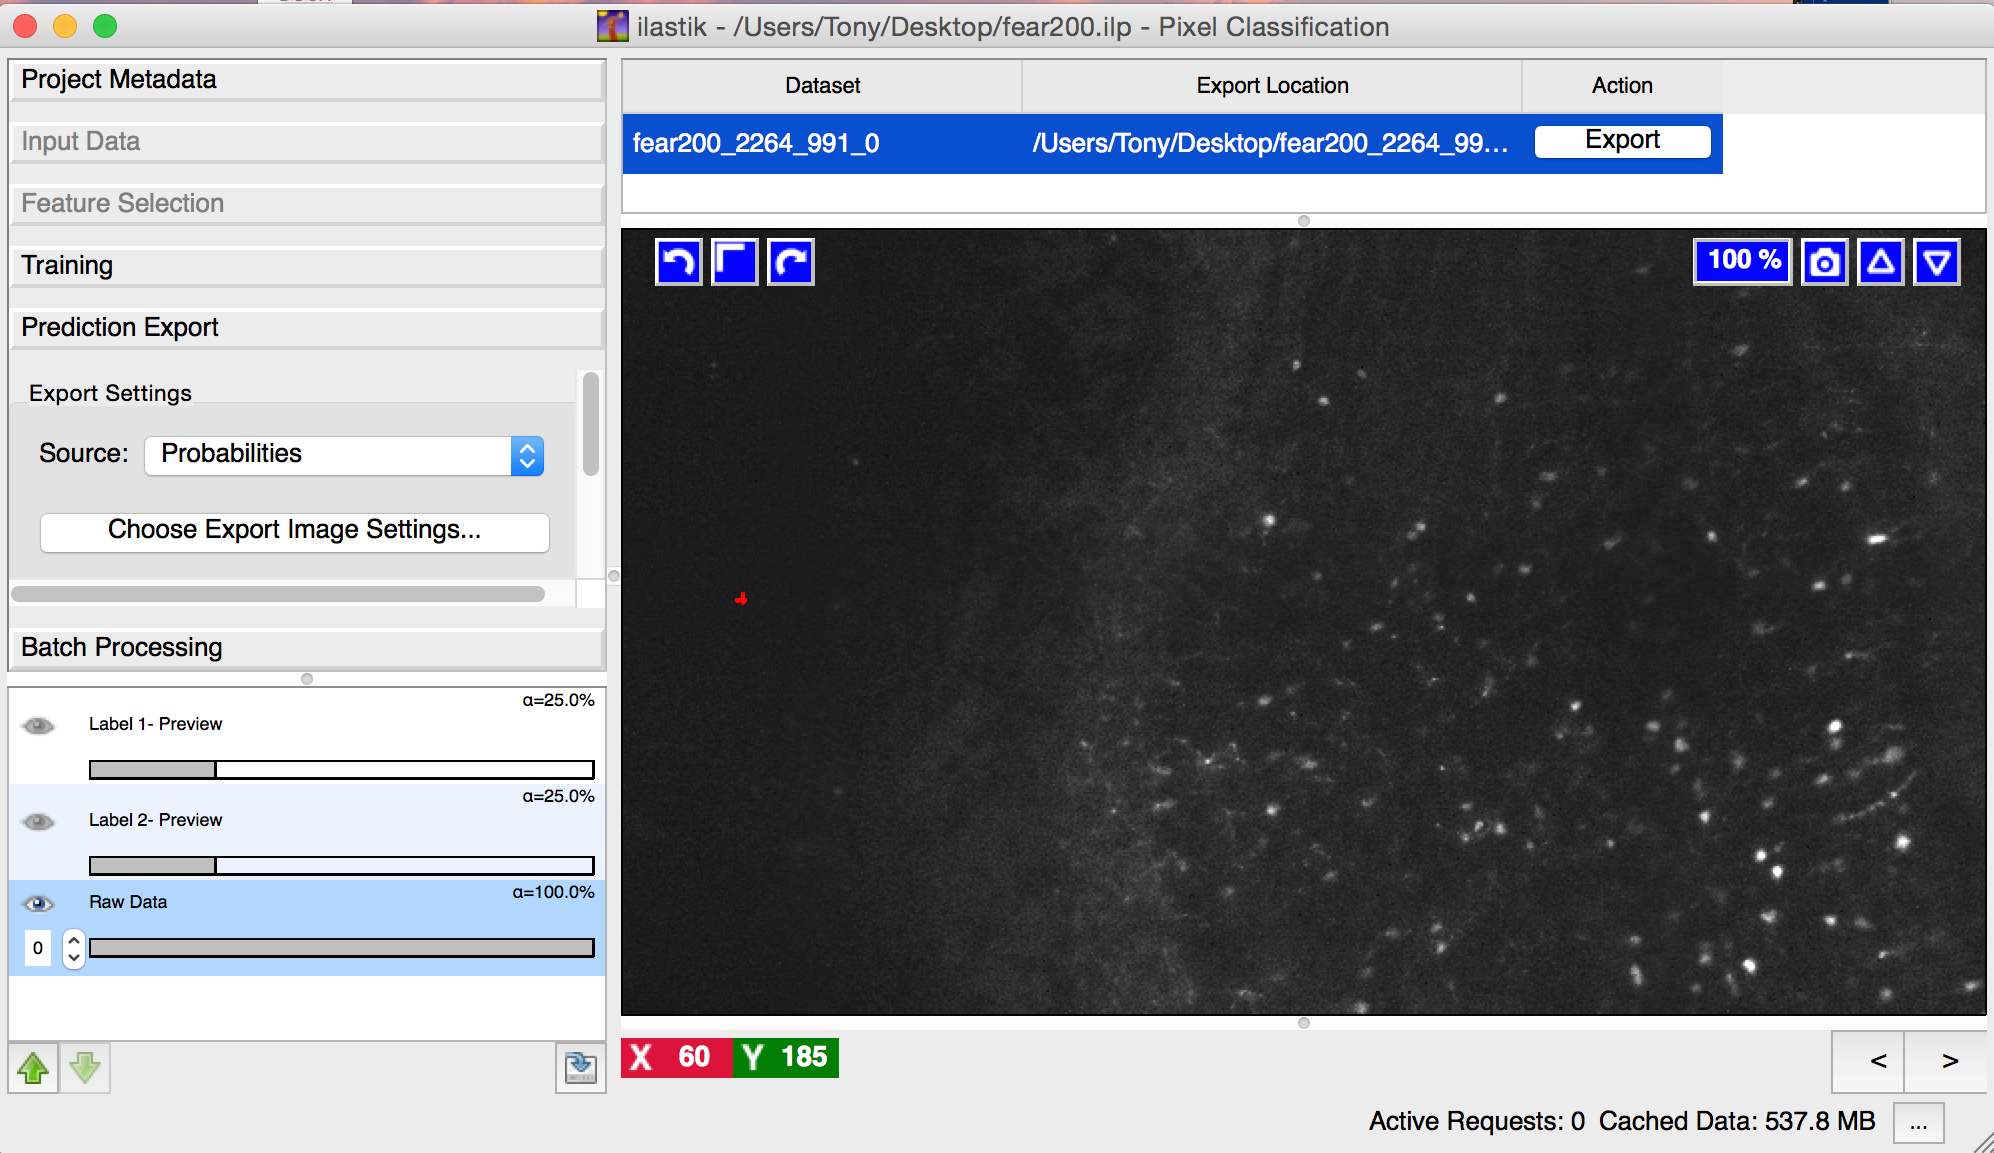 ilastik - /Users/Tony/Desktop/fear200.ilp - Pixel Classification
Project Metadata
Input Data
Feature Selection
Training
Prediction Export
Export Settings
Source: Probabilities
Choose Export Image Settings...
Batch Processing
α=25.0%
Label 1- Preview
α=25.0%
Label 2- Preview
α=100.0%
Raw Data
0
Dataset Export Location Action
fear200_2264_991_0 /Users/Tony/Desktop/fear200_2264_99... Export
100 %
X 60 Y 185
< >
Active Requests: 0 Cached Data: 537.8 MB ...